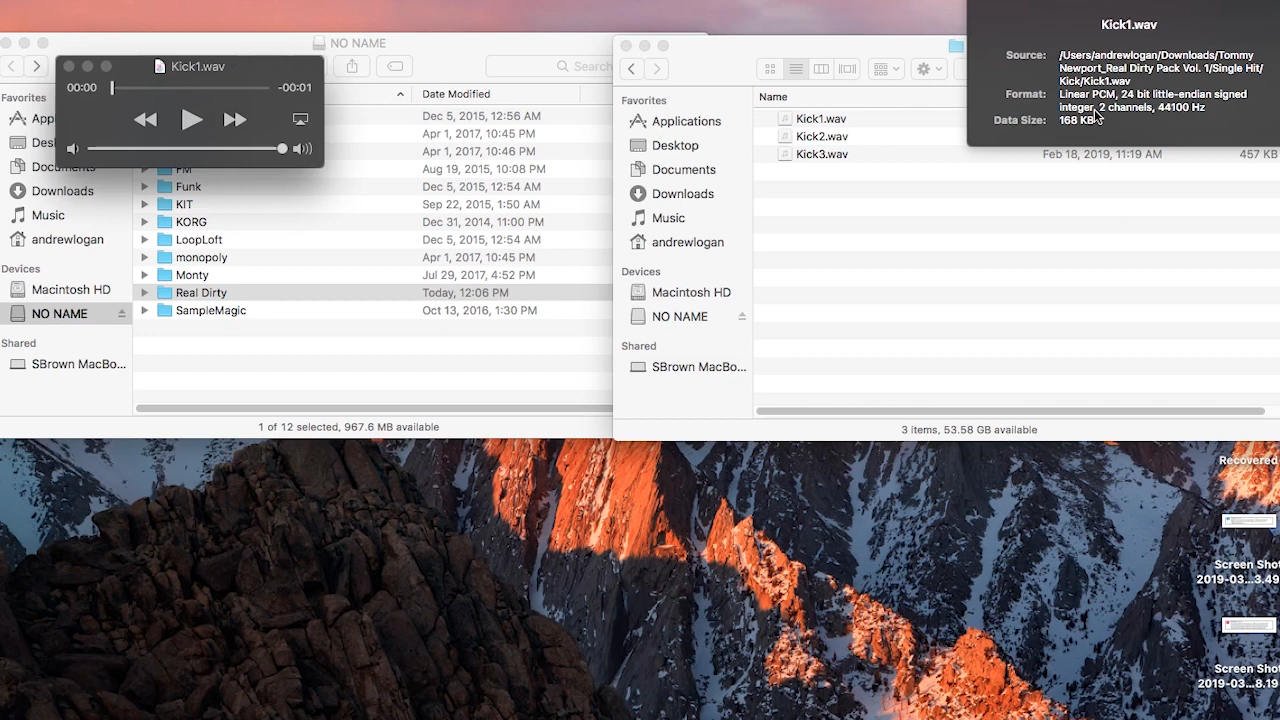 NO NAME
Search
Favorites
App
Desk
Documents
Downloads
Music
andrewlogan
Devices
Macintosh HD
NO NAME
Shared
SBrown MacBo...
Kick1.wav
00:00
-00:01
Date Modified
Dec 5, 2015, 12:56 AM
Apr 1, 2017, 10:45 PM
Apr 1, 2017, 10:46 PM
FM Aug 19, 2015, 10:08 PM
Funk Dec 5, 2015, 12:54 AM
KIT Sep 22, 2015, 1:50 AM
KORG Dec 31, 2014, 11:00 PM
LoopLoft Dec 5, 2015, 12:54 AM
monopoly Apr 1, 2017, 10:45 PM
Monty Jul 29, 2017, 4:52 PM
Real Dirty Today, 12:06 PM
SampleMagic Oct 13, 2016, 1:30 PM
1 of 12 selected, 967.6 MB available
Favorites
Applications
Desktop
Documents
Downloads
Music
andrewlogan
Devices
Macintosh HD
NO NAME
Shared
SBrown MacBo...
Name
Kick1.wav
Kick2.wav
Kick3.wav Feb 18, 2019, 11:19 AM 457 KB
3 items, 53.58 GB available
Kick1.wav
Source: /Users/andrewlogan/Downloads/Tommy
Newport_Real Dirty Pack Vol. 1/Single Hit/
Kick/Kick1.wav
Format: Linear PCM, 24 bit little-endian signed
integer, 2 channels, 44100 Hz
Data Size: 168 KB
Recovered
Screen Shot
2019-03...3.49
Screen Shot
2019-03...8.19